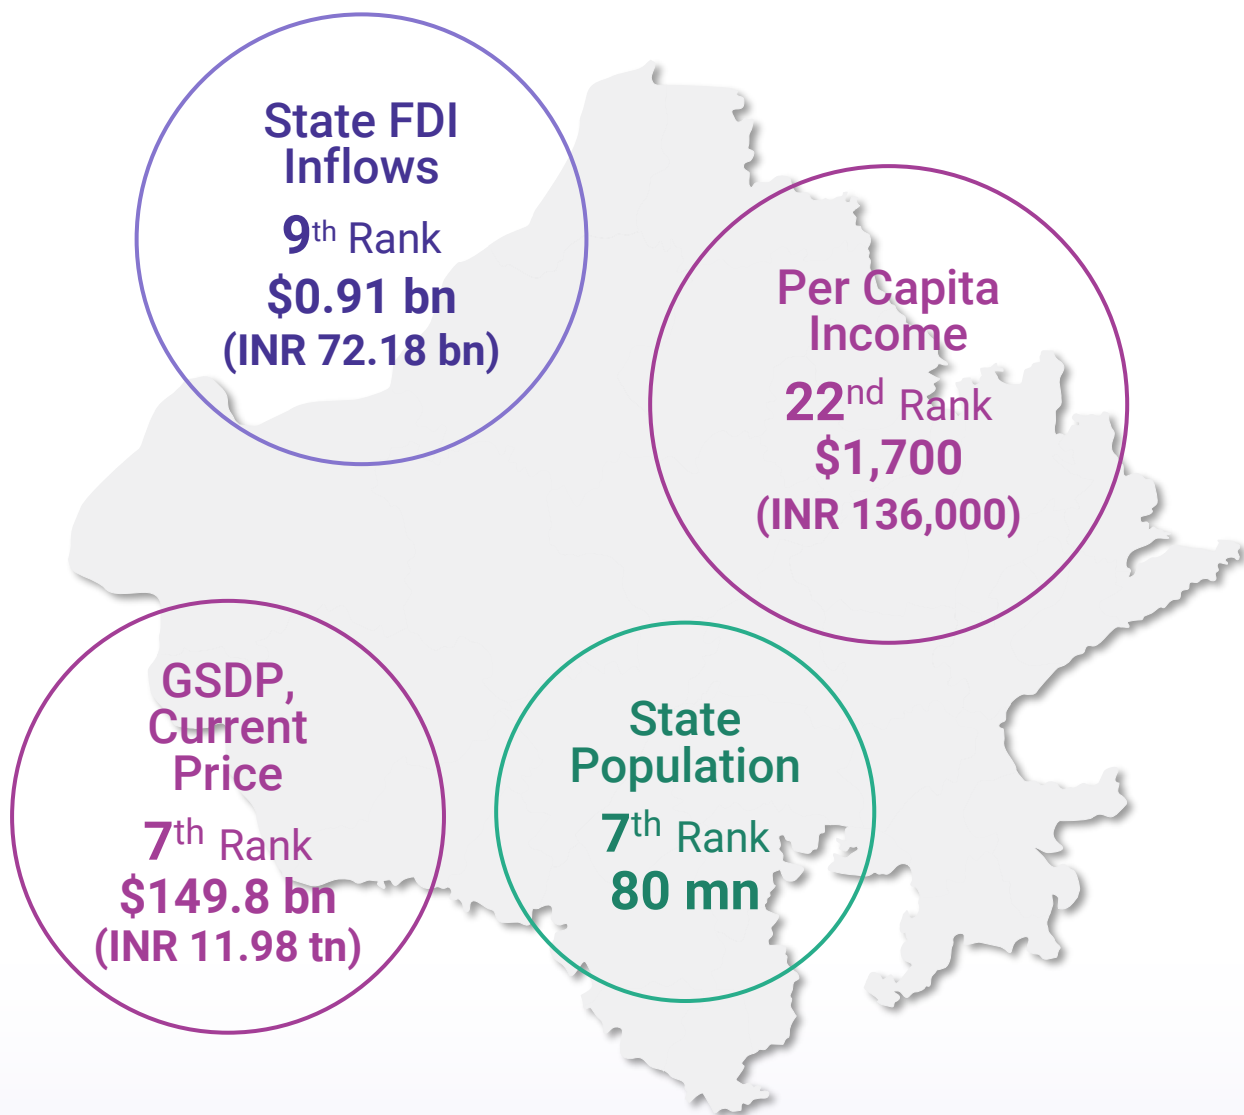 State FDI
Inflows
9th Rank
$0.91 bn
(INR 72.18 bn)
Per Capita
Income
22nd Rank
$1,700
(INR 136,000)
GSDP,
Current
Price
7th Rank
$149.8 bn
(INR 11.98 tn)
State
Population
7th Rank
80 mn